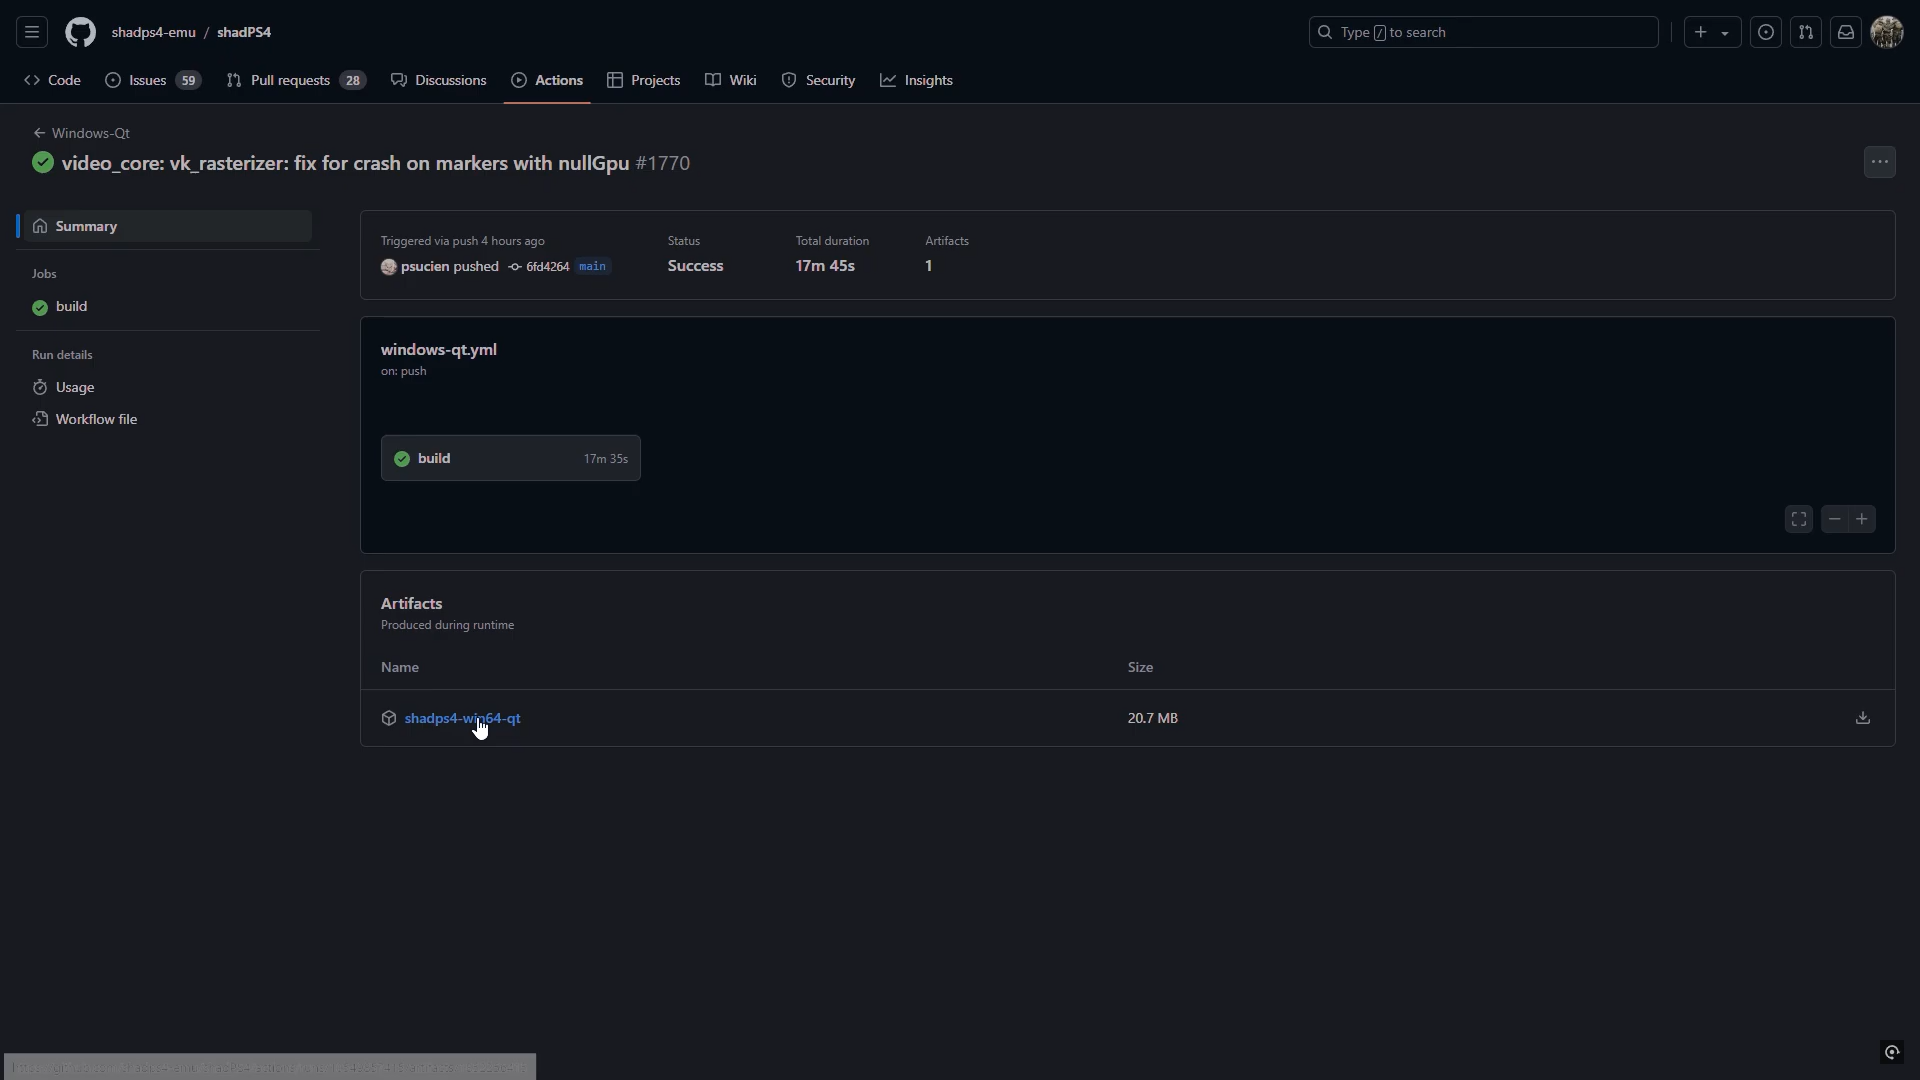 shadps4-emu / shadPS4
Type / to search
Code
Issues 59
Pull requests 28
Discussions
Actions
Projects
Wiki
Security
Insights
Windows-Qt
video_core: vk_rasterizer: fix for crash on markers with nullGpu #1770
Summary
Jobs
build
Run details
Usage
Workflow file
Triggered via push 4 hours ago
psucien pushed 6fd4264 main
Status
Success
Total duration
17m 45s
Artifacts
1
windows-qt.yml
on: push
build 17m 35s
Artifacts
Produced during runtime
Name Size
shadps4-win64-qt 20.7 MB